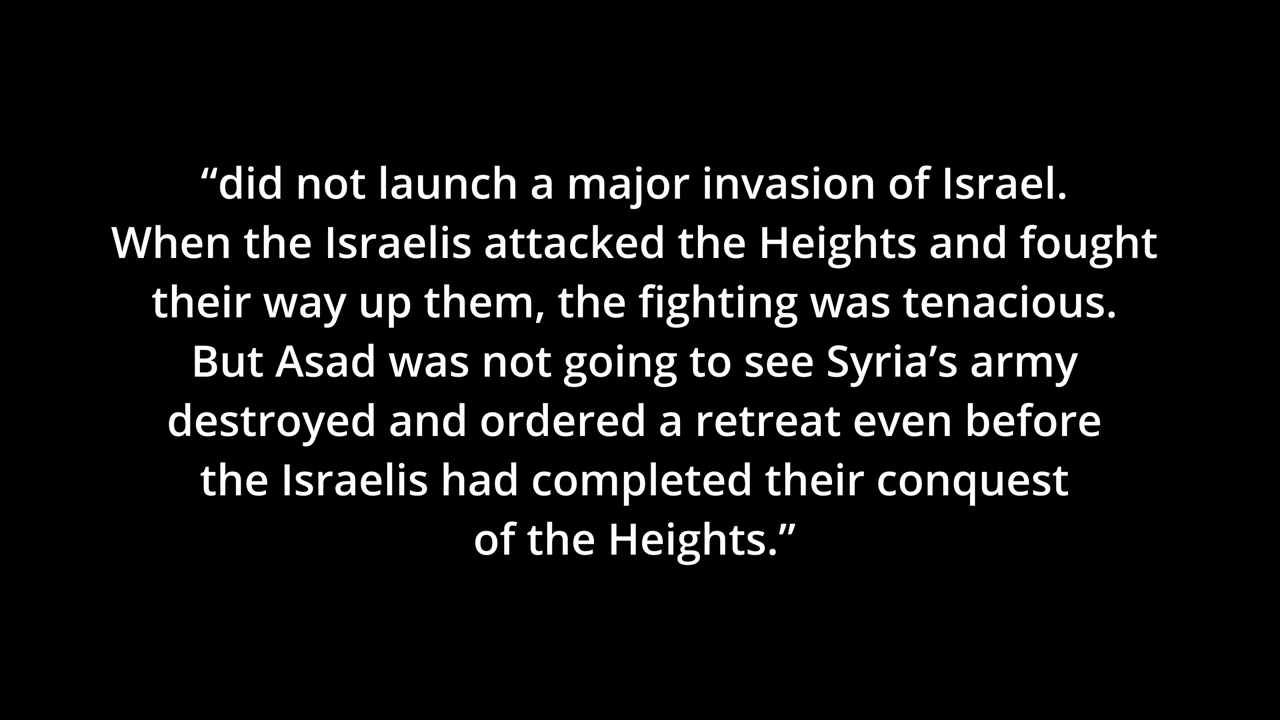 “did not launch a major invasion of Israel.
When the Israelis attacked the Heights and fought
their way up them, the fighting was tenacious.
But Asad was not going to see Syria’s army
destroyed and ordered a retreat even before
the Israelis had completed their conquest
of the Heights.”